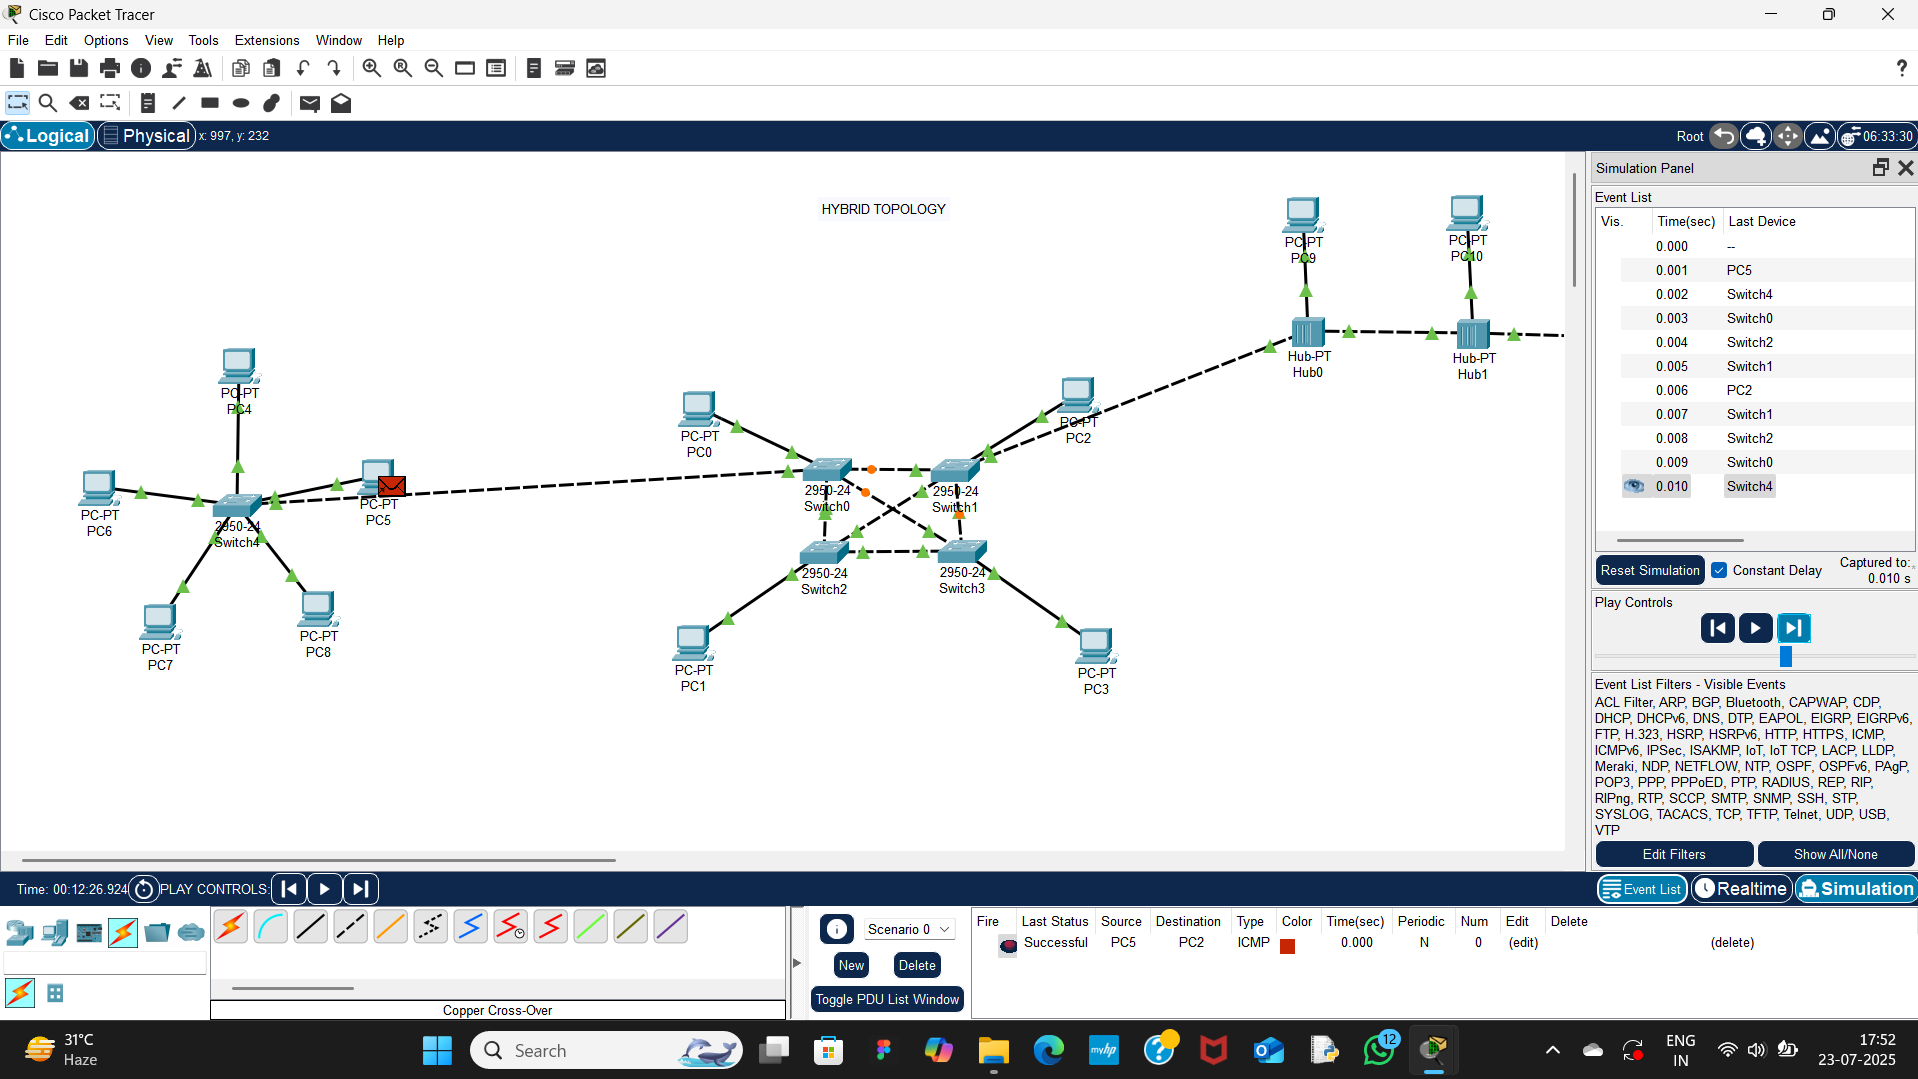 Cisco Packet Tracer
File Edit Options View Tools Extensions Window Help
Logical Physical x: 997, y: 232
Root 06:33:30
HYBRID TOPOLOGY
PC-PT
PC9
PC-PT
PC10
Hub-PT
Hub0
Hub-PT
Hub1
PC-PT
PC4
PC-PT
PC0
PC-PT
PC2
PC-PT
PC6
2950-24
Switch4
PC-PT
PC5
2950-24
Switch0
2950-24
Switch1
2950-24
Switch2
2950-24
Switch3
PC-PT
PC7
PC-PT
PC8
PC-PT
PC1
PC-PT
PC3
Simulation Panel
Event List
Vis. Time(sec) Last Device
0.000 --
0.001 PC5
0.002 Switch4
0.003 Switch0
0.004 Switch2
0.005 Switch1
0.006 PC2
0.007 Switch1
0.008 Switch2
0.009 Switch0
0.010 Switch4
Reset Simulation Constant Delay Captured to:
0.010 s
Play Controls
Event List Filters - Visible Events
ACL Filter, ARP, BGP, Bluetooth, CAPWAP, CDP,
DHCP, DHCPv6, DNS, DTP, EAPOL, EIGRP, EIGRPv6,
FTP, H.323, HSRP, HSRPv6, HTTP, HTTPS, ICMP,
ICMPv6, IPSec, ISAKMP, IoT, IoT TCP, LACP, LLDP,
Meraki, NDP, NETFLOW, NTP, OSPF, OSPFv6, PAgP,
POP3, PPP, PPPoED, PTP, RADIUS, REP, RIP,
RIPng, RTP, SCCP, SMTP, SNMP, SSH, STP,
SYSLOG, TACACS, TCP, TFTP, Telnet, UDP, USB,
VTP
Edit Filters Show All/None
Time: 00:12:26.924 PLAY CONTROLS:
Event List Realtime Simulation
Copper Cross-Over
Scenario 0
New Delete
Toggle PDU List Window
Fire Last Status Source Destination Type Color Time(sec) Periodic Num Edit Delete
Successful PC5 PC2 ICMP 0.000 N 0 (edit) (delete)
31°C
Haze
Search
myhp
12
ENG
IN
17:52
23-07-2025